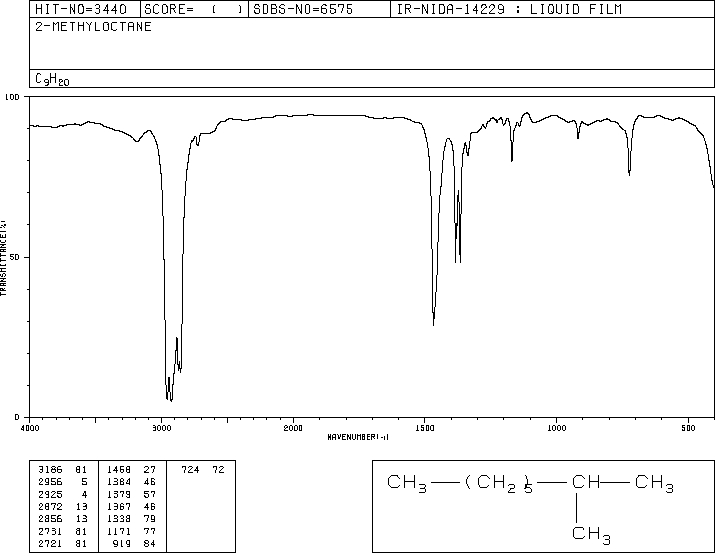 HIT-NO=3440 SCORE= ( ) SDBS-NO=6575 IR-NIDA-14229 : LIQUID FILM
2-METHYLOCTANE
C9H20
100
50
0
TRANSMITTANCE(%)
4000 3000 2000 1500 1000 500
WAVENUMBER(-1)
3186 81 1468 27 724 72
2956 5 1384 46
2925 4 1379 57
2872 13 1367 46
2856 13 1338 79
2731 81 1171 77
2721 81 919 84
CH3—(CH2)5—CH—CH3
CH3